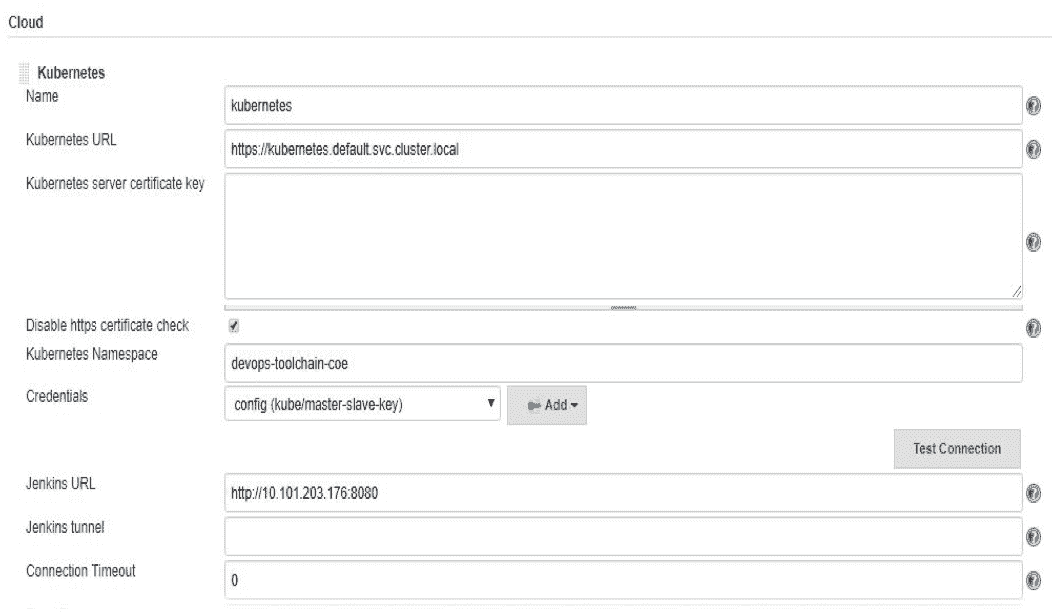 Cloud
Kubernetes
Name
kubernetes
Kubernetes URL
https://kubernetes.default.svc.cluster.local
Kubernetes server certificate key
Disable https certificate check
Kubernetes Namespace
devops-toolchain-coe
Credentials
config (kube/master-slave-key)
Add
Test Connection
Jenkins URL
http://10.101.203.176:8080
Jenkins tunnel
Connection Timeout
0